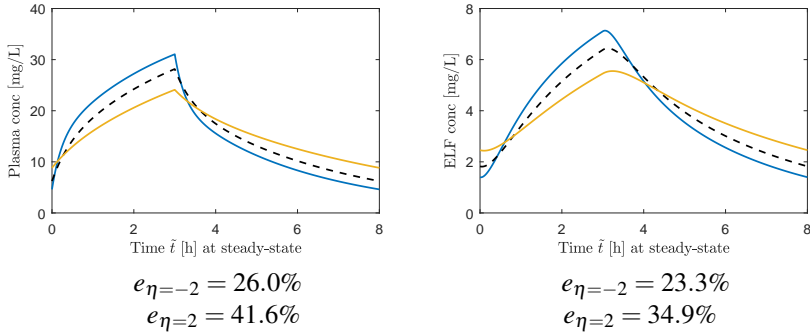 40
30
20
10
0
Plasma conc [mg/L]
0 2 4 6 8
Time t̃ [h] at steady-state
e_{η=−2} = 26.0%
e_{η=2} = 41.6%
8
6
4
2
0
ELF conc [mg/L]
0 2 4 6 8
Time t̃ [h] at steady-state
e_{η=−2} = 23.3%
e_{η=2} = 34.9%